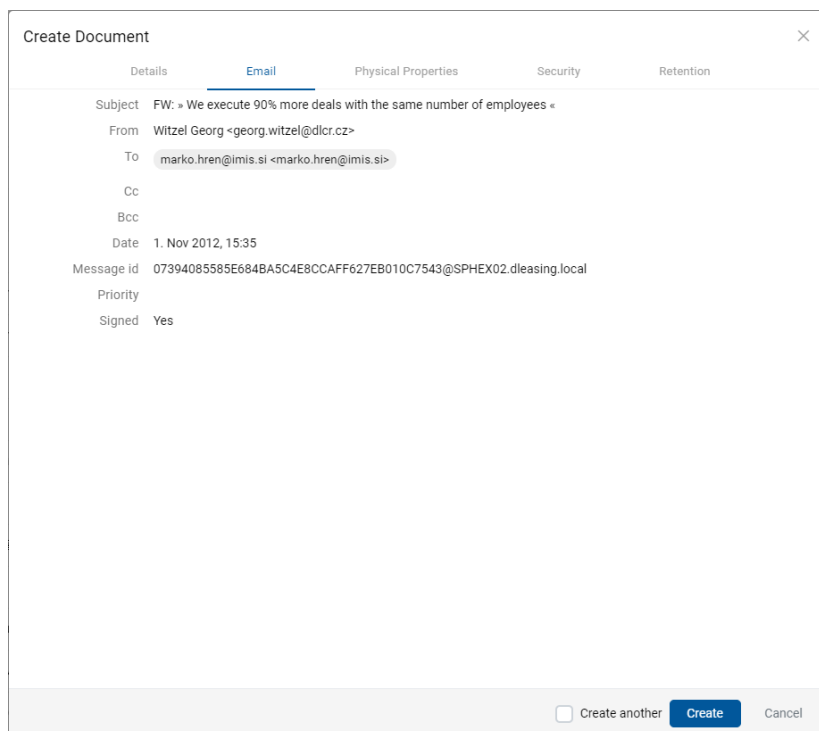 Create Document
Details Email Physical Properties Security Retention
Subject FW: » We execute 90% more deals with the same number of employees «
From Witzel Georg <georg.witzel@dlcr.cz>
To marko.hren@imis.si <marko.hren@imis.si>
Cc
Bcc
Date 1. Nov 2012, 15:35
Message id 07394085585E684BA5C4E8CCAFF627EB010C7543@SPHEX02.dleasing.local
Priority
Signed Yes
Create another Create Cancel